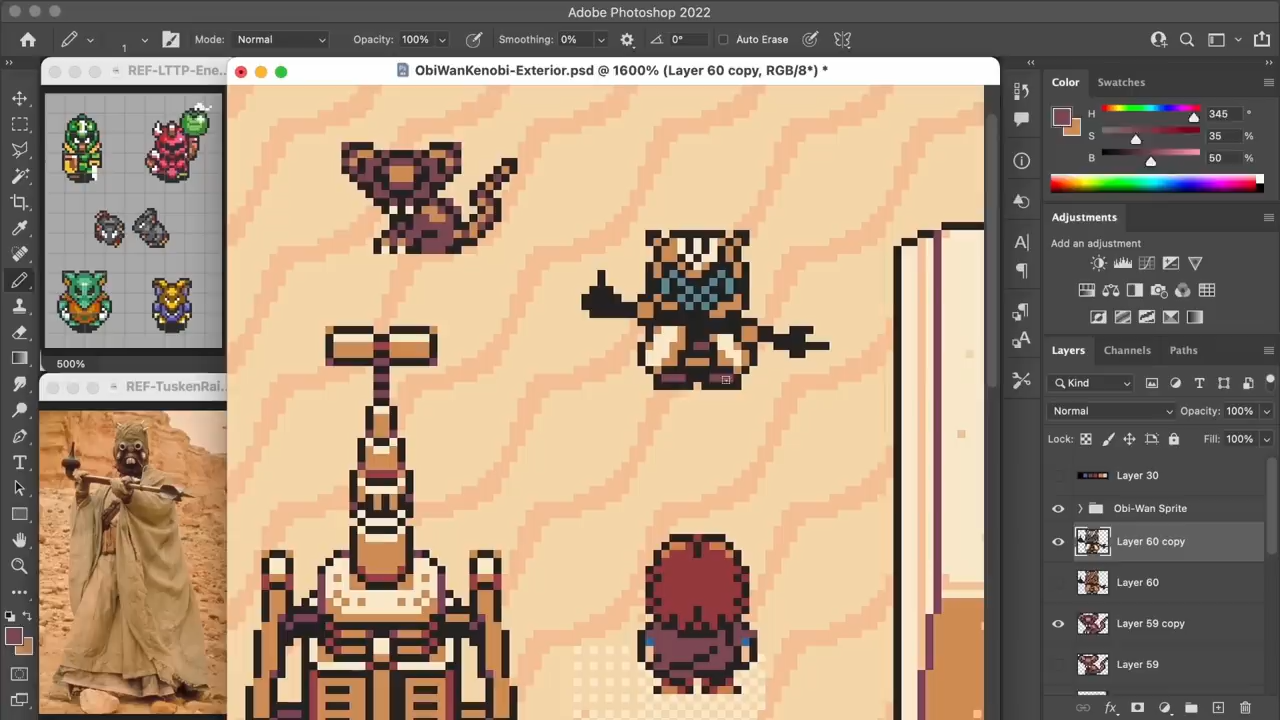 Adobe Photoshop 2022
1
Mode: Normal
Opacity: 100%
Smoothing: 0%
0°
Auto Erase
REF-LTTP-Ene...
ObiWanKenobi-Exterior.psd @ 1600% (Layer 60 copy, RGB/8*) *
500%
REF-TuskenRai...
Color
Swatches
H 345 °
S 35 %
B 50 %
Adjustments
Add an adjustment
Layers
Channels
Paths
Kind
Normal
Opacity: 100%
Lock:
Fill: 100%
Layer 30
Obi-Wan Sprite
Layer 60 copy
Layer 60
Layer 59 copy
Layer 59
fx